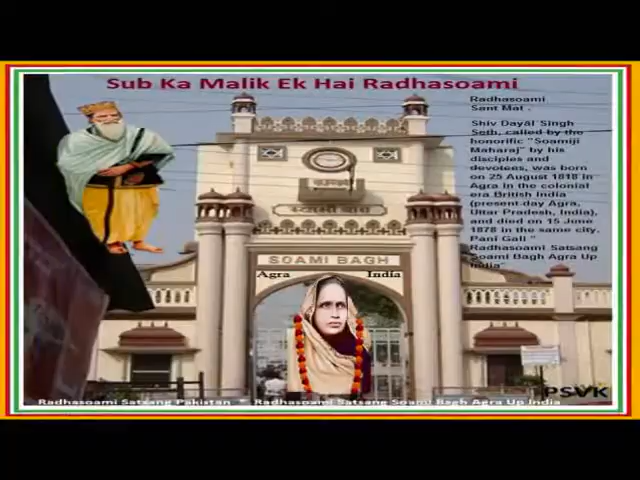 Sub Ka Malik Ek Hai Radhasoami
Radhasoami
Sant Mat .
Shiv Dayal Singh
Seth, called by the
honorific "Soamiji
Maharaj" by his
disciples and
devotees, was born
on 25 August 1818 in
Agra in the colonial
era British India
(present-day Agra,
Uttar Pradesh, India),
and died on 15 June
1878 in the same city.
Pani Gali "
Radhasoami Satsang
Soami Bagh Agra Up
India"
स्वामी बाग
SOAMI BAGH
Agra
India
PSVK
Radhasoami Satsang Pakistan
Radhasoami Satsang Soami Bagh Agra Up India